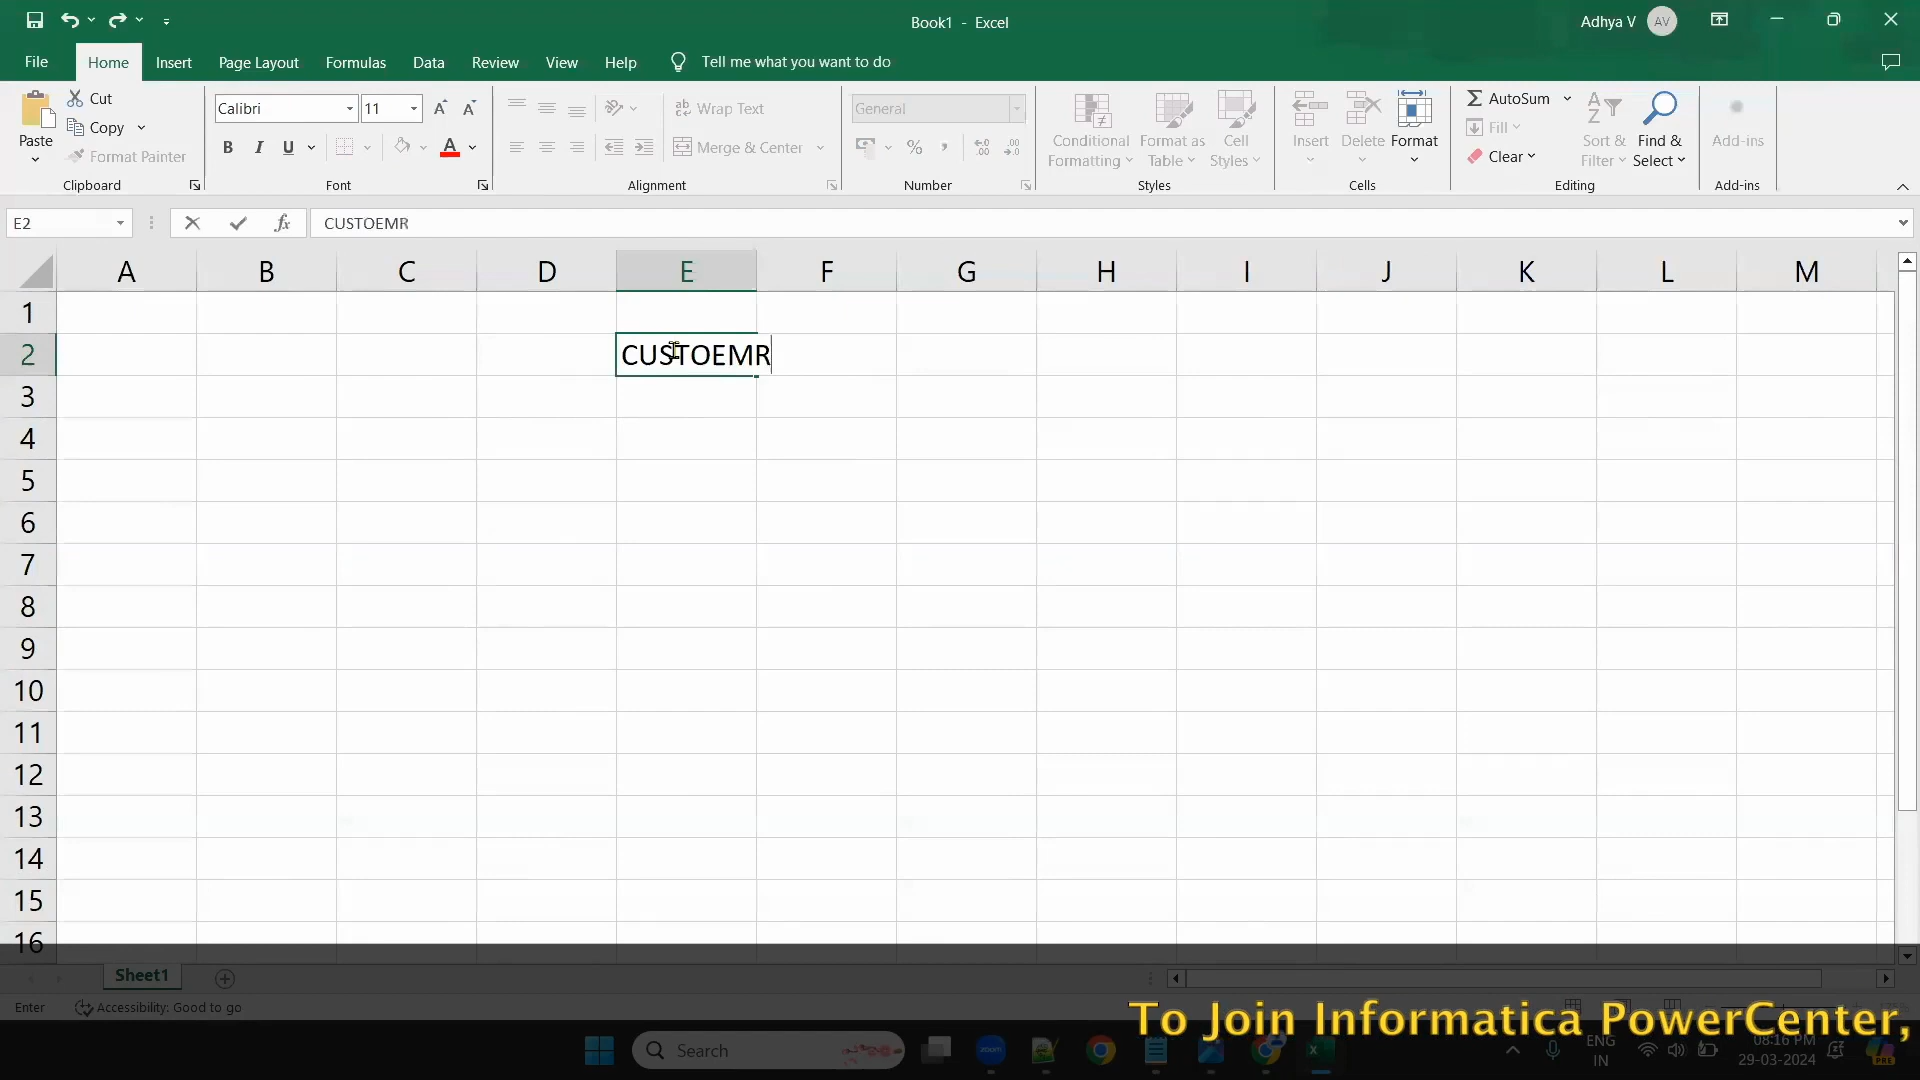 Book1 - Excel
Adhya V AV
File Home Insert Page Layout Formulas Data Review View Help Tell me what you want to do
Paste
Cut
Copy
Format Painter
Clipboard
Calibri 11
B I U
Font
Wrap Text
Merge & Center
Alignment
General
Number
Conditional Formatting
Format as Table
Cell Styles
Styles
Insert Delete Format
Cells
AutoSum
Fill
Clear
Sort & Filter
Find & Select
Editing
Add-ins
Add-ins
E2 fx CUSTOEMR
A B C D E F G H I J K L M
1
2 CUSTOEMR
3
4
5
6
7
8
9
10
11
12
13
14
15
16
Sheet1
Enter Accessibility: Good to go
To Join Informatica PowerCenter,
Search
zoom
ENG
IN
08:16 PM
29-03-2024
PRE